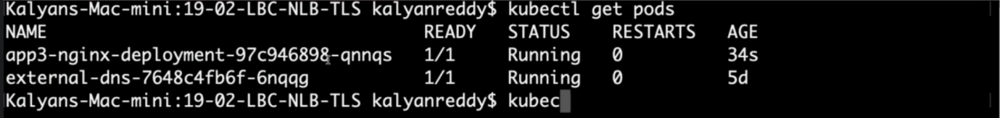 Kalyans-Mac-mini:19-02-LBC-NLB-TLS kalyanreddy$ kubectl get pods
NAME READY STATUS RESTARTS AGE
app3-nginx-deployment-97c946898-qnnqs 1/1 Running 0 34s
external-dns-7648c4fb6f-6nqqg 1/1 Running 0 5d
Kalyans-Mac-mini:19-02-LBC-NLB-TLS kalyanreddy$ kubec